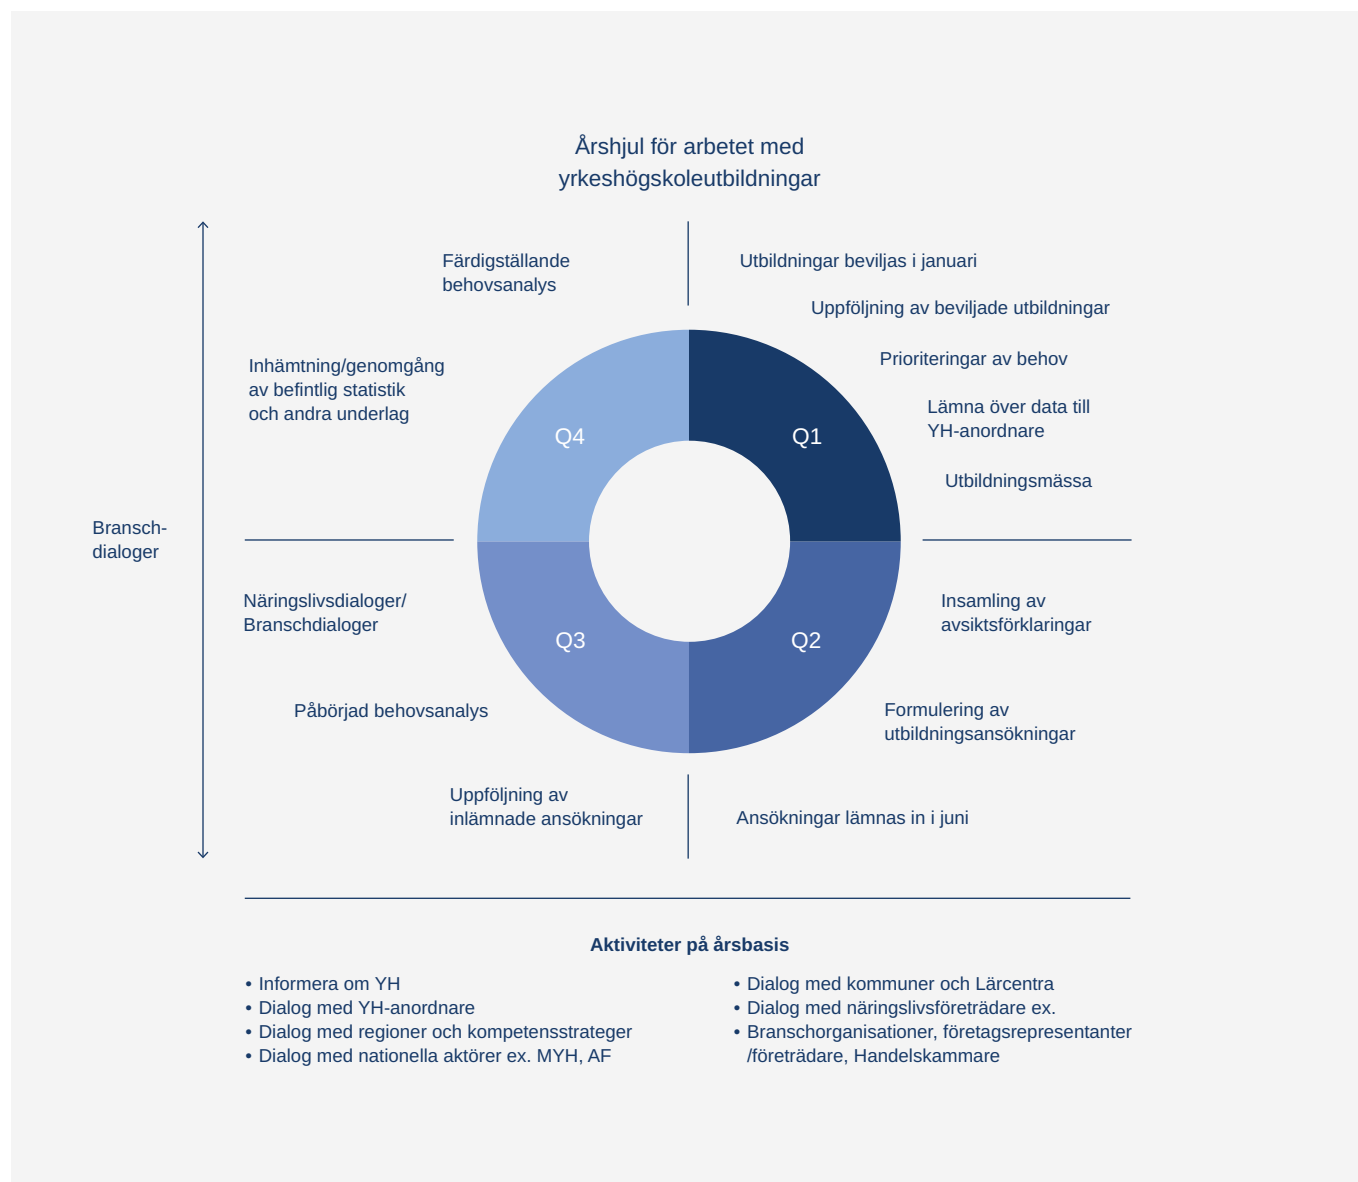 Årshjul för arbetet med
yrkeshögskoleutbildningar
Färdigställande
behovsanalys
Utbildningar beviljas i januari
Uppföljning av beviljade utbildningar
Prioriteringar av behov
Inhämtning/genomgång
av befintlig statistik
och andra underlag
Lämna över data till
YH-anordnare
Q4
Q1
Utbildningsmässa
Bransch-
dialoger
Näringslivsdialoger/
Branschdialoger
Insamling av
avsiktsförklaringar
Q3
Q2
Påbörjad behovsanalys
Formulering av
utbildningsansökningar
Uppföljning av
inlämnade ansökningar
Ansökningar lämnas in i juni
Aktiviteter på årsbasis
• Informera om YH
• Dialog med YH-anordnare
• Dialog med regioner och kompetensstrateger
• Dialog med nationella aktörer ex. MYH, AF
• Dialog med kommuner och Lärcentra
• Dialog med näringslivsföreträdare ex.
• Branschorganisationer, företagsrepresentanter
/företrädare, Handelskammare